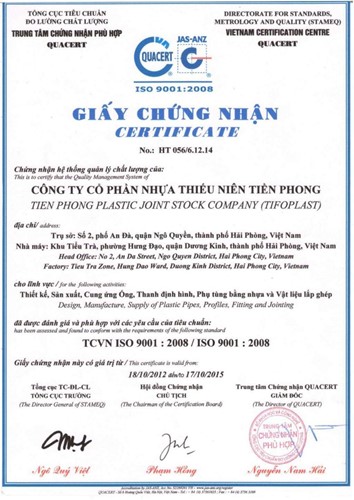 TỔNG CỤC TIÊU CHUẨN
ĐO LƯỜNG CHẤT LƯỢNG
TRUNG TÂM CHỨNG NHẬN PHÙ HỢP
QUACERT
QUACERT
JAS-ANZ
DIRECTORATE FOR STANDARDS,
METROLOGY AND QUALITY (STAMEQ)
VIETNAM CERTIFICATION CENTRE
QUACERT
ISO 9001:2008
GIẤY CHỨNG NHẬN
CERTIFICATE
No.: HT 056/6.12.14
Chứng nhận hệ thống quản lý chất lượng của:
This is to certify that the Quality Management System of
CÔNG TY CỔ PHẦN NHỰA THIẾU NIÊN TIỀN PHONG
TIEN PHONG PLASTIC JOINT STOCK COMPANY (TIFOPLAST)
địa chỉ/ address:
Trụ sở: Số 2, phố An Đà, quận Ngô Quyền, thành phố Hải Phòng, Việt Nam
Nhà máy: Khu Tiểu Trà, phường Hưng Đạo, quận Dương Kinh, thành phố Hải Phòng, Việt Nam
Head Office: No 2, An Da Street, Ngo Quyen District, Hai Phong City, Vietnam
Factory: Tieu Tra Zone, Hung Dao Ward, Duong Kinh District, Hai Phong City, Vietnam
cho lĩnh vực / for the following activities:
Thiết kế, Sản xuất, Cung ứng Ống, Thanh định hình, Phụ tùng bằng nhựa và Vật liệu lắp ghép
Design, Manufacture, Supply of Plastic Pipes, Profiles, Fitting and Jointing
đã được đánh giá và phù hợp với các yêu cầu của tiêu chuẩn:
has been assessed and found to conform with the requirements of the following standard
TCVN ISO 9001 : 2008 / ISO 9001 : 2008
Giấy chứng nhận này có giá trị từ / This certificate is valid from:
18/10/2012 đến/to 17/10/2015
Tổng cục TC-ĐL-CL
TỔNG CỤC TRƯỞNG
(The Director General of STAMEQ)
Hội đồng Chứng nhận
CHỦ TỊCH
(The Chairman of the Certification Board)
Trung tâm Chứng nhận QUACERT
GIÁM ĐỐC
(The Director of QUACERT)
TRUNG TÂM
CHỨNG NHẬN
PHÙ HỢP
Ngô Quý Việt
Phạm Hồng
Nguyễn Nam Hải